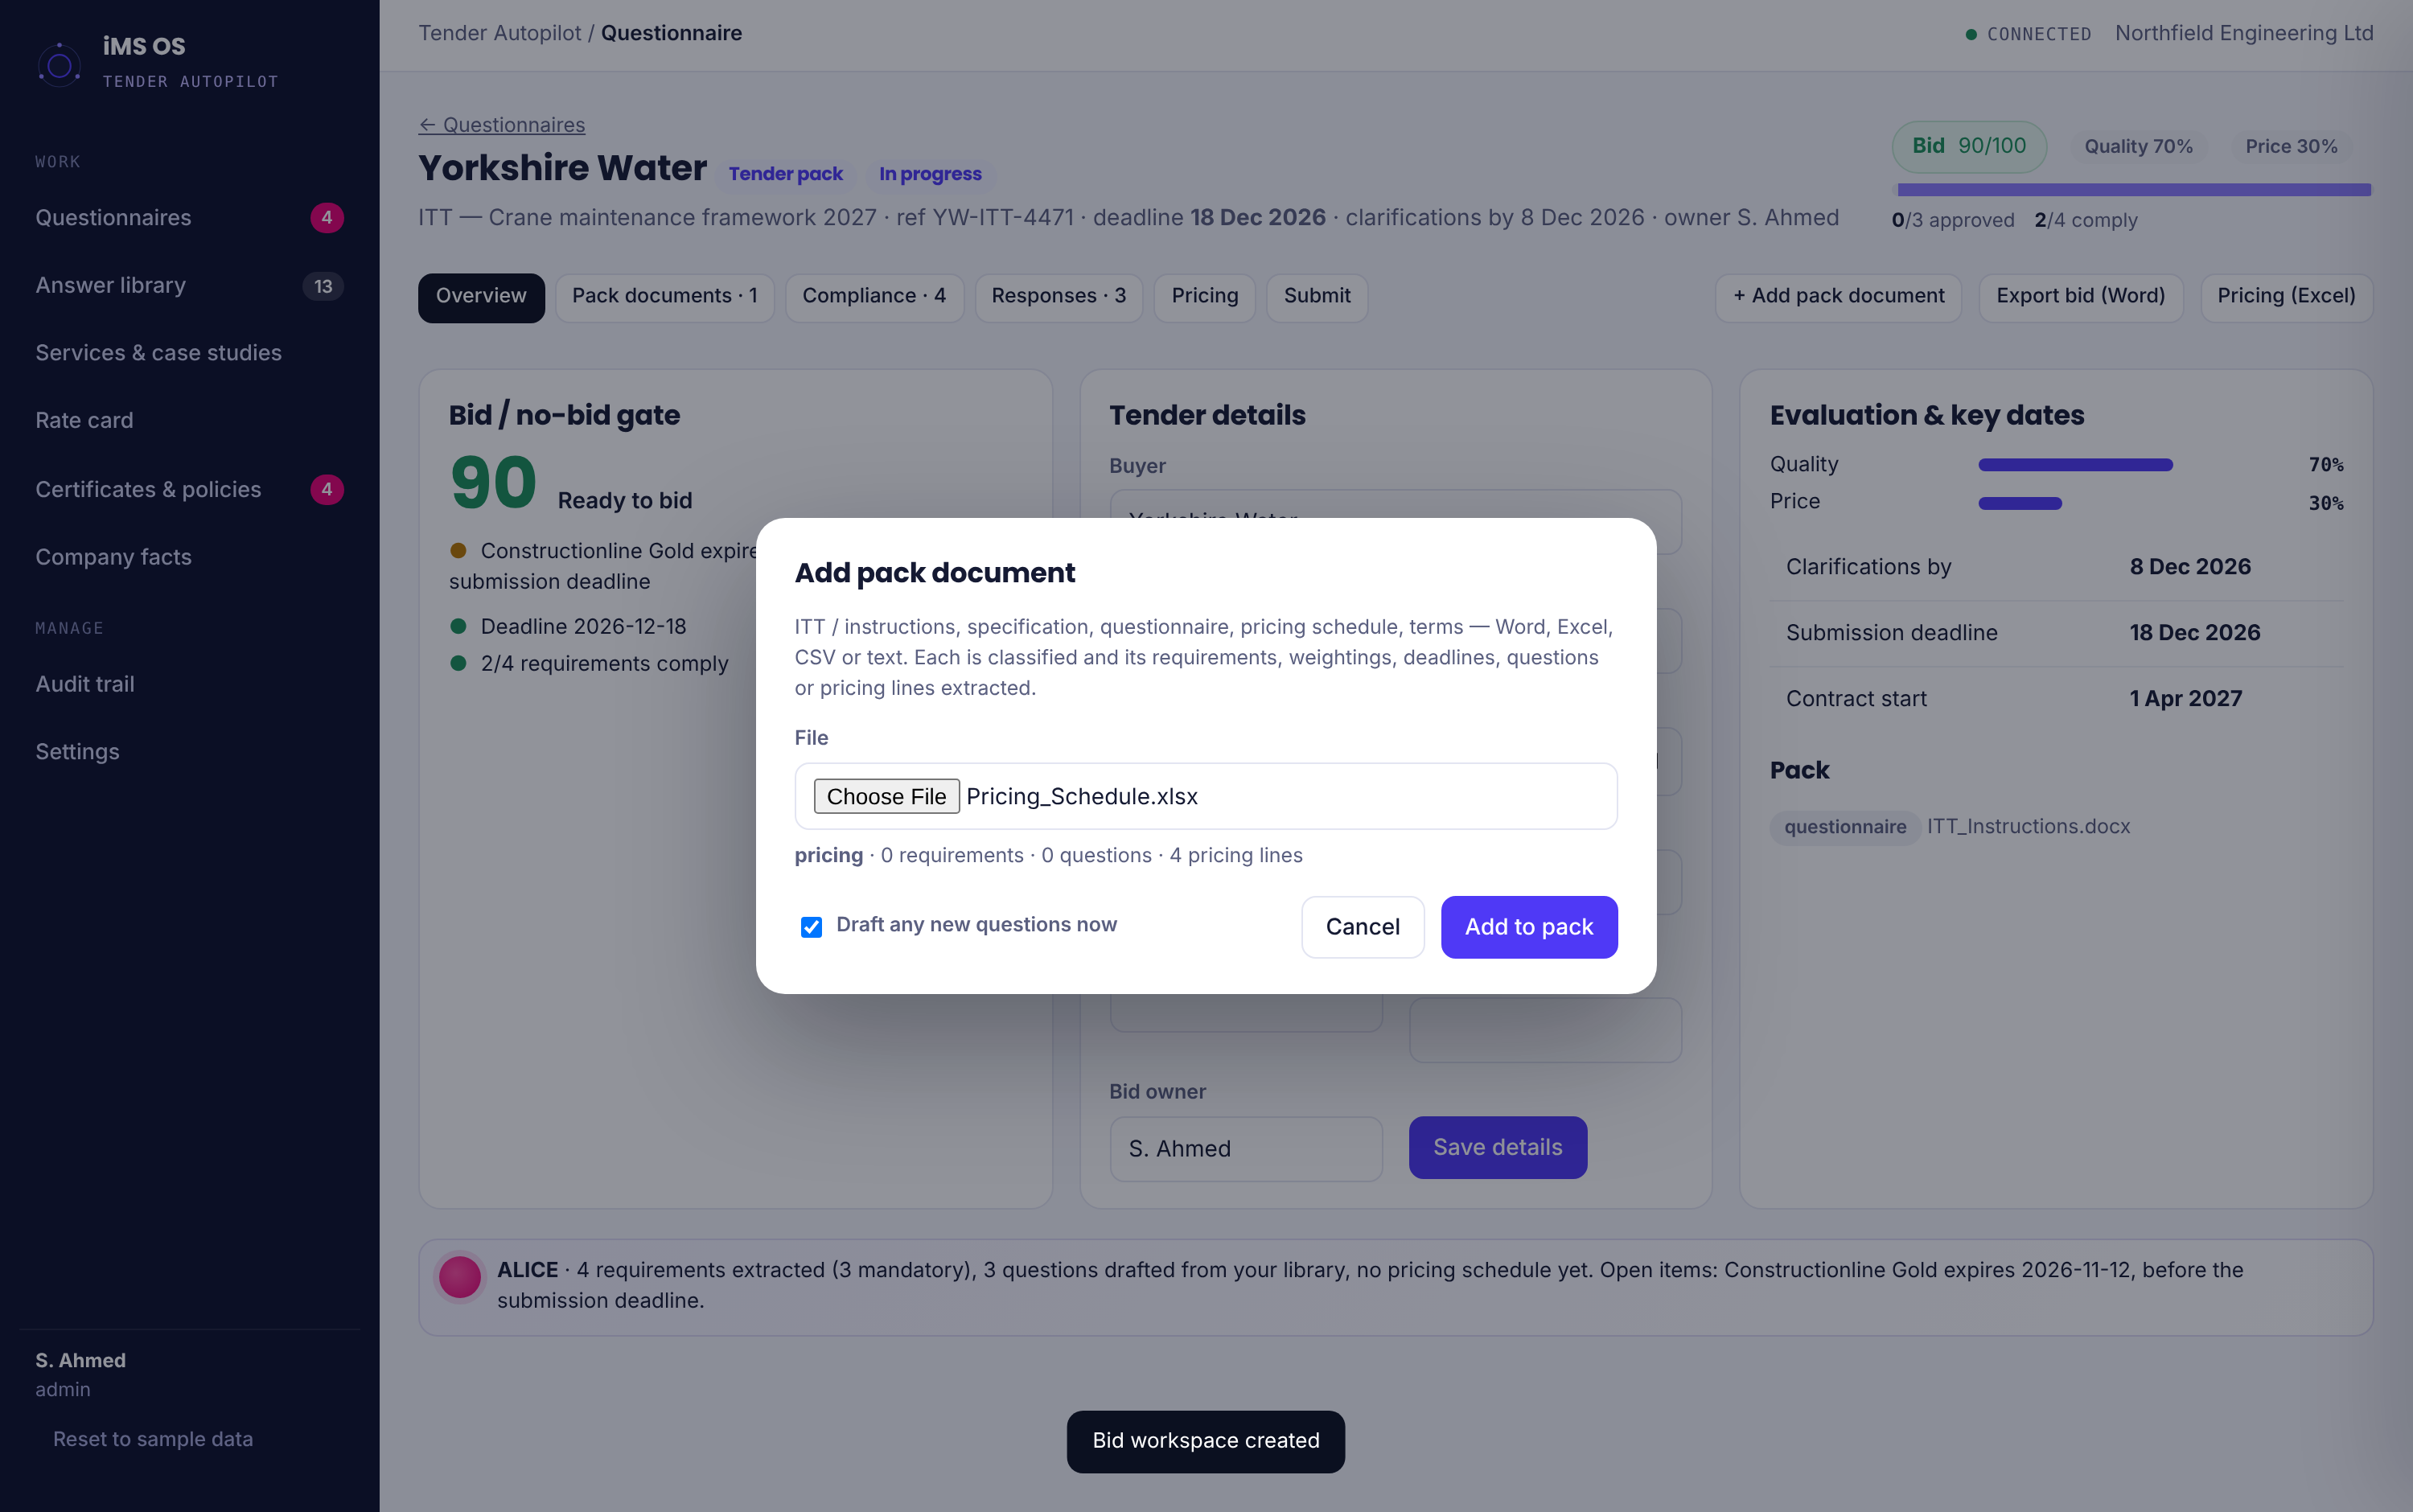 iMS OS
TENDER AUTOPILOT
WORK
Questionnaires 4
Answer library 13
Services & case studies
Rate card
Certificates & policies 4
Company facts
MANAGE
Audit trail
Settings
S. Ahmed
admin
Reset to sample data
Tender Autopilot / Questionnaire
CONNECTED Northfield Engineering Ltd
← Questionnaires
Yorkshire Water Tender pack In progress
ITT — Crane maintenance framework 2027 · ref YW-ITT-4471 · deadline 18 Dec 2026 · clarifications by 8 Dec 2026 · owner S. Ahmed
Bid 90/100 Quality 70% Price 30%
0/3 approved 2/4 comply
Overview Pack documents · 1 Compliance · 4 Responses · 3 Pricing Submit
+ Add pack document Export bid (Word) Pricing (Excel)
Bid / no-bid gate
90 Ready to bid
Constructionline Gold expire
submission deadline
Deadline 2026-12-18
2/4 requirements comply
Tender details
Buyer
Bid owner
S. Ahmed
Save details
Evaluation & key dates
Quality 70%
Price 30%
Clarifications by 8 Dec 2026
Submission deadline 18 Dec 2026
Contract start 1 Apr 2027
Pack
questionnaire ITT_Instructions.docx
Add pack document
ITT / instructions, specification, questionnaire, pricing schedule, terms — Word, Excel,
CSV or text. Each is classified and its requirements, weightings, deadlines, questions
or pricing lines extracted.
File
Choose File Pricing_Schedule.xlsx
pricing · 0 requirements · 0 questions · 4 pricing lines
Draft any new questions now
Cancel Add to pack
ALICE · 4 requirements extracted (3 mandatory), 3 questions drafted from your library, no pricing schedule yet. Open items: Constructionline Gold expires 2026-11-12, before the
submission deadline.
Bid workspace created